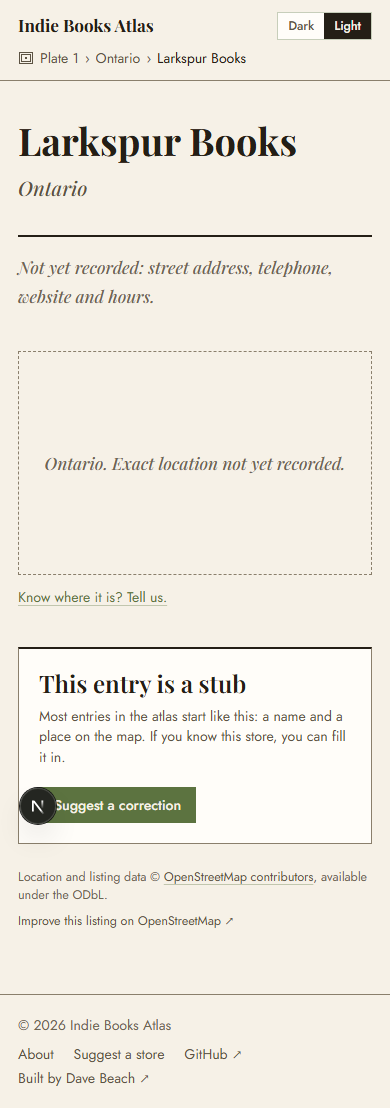 Indie Books Atlas
Dark Light
Plate 1 › Ontario › Larkspur Books
Larkspur Books
Ontario
Not yet recorded: street address, telephone,
website and hours.
Ontario. Exact location not yet recorded.
Know where it is? Tell us.
This entry is a stub
Most entries in the atlas start like this: a name and a
place on the map. If you know this store, you can fill
it in.
N
Suggest a correction
Location and listing data © OpenStreetMap contributors, available
under the ODbL.
Improve this listing on OpenStreetMap ↗
© 2026 Indie Books Atlas
About Suggest a store GitHub ↗
Built by Dave Beach ↗